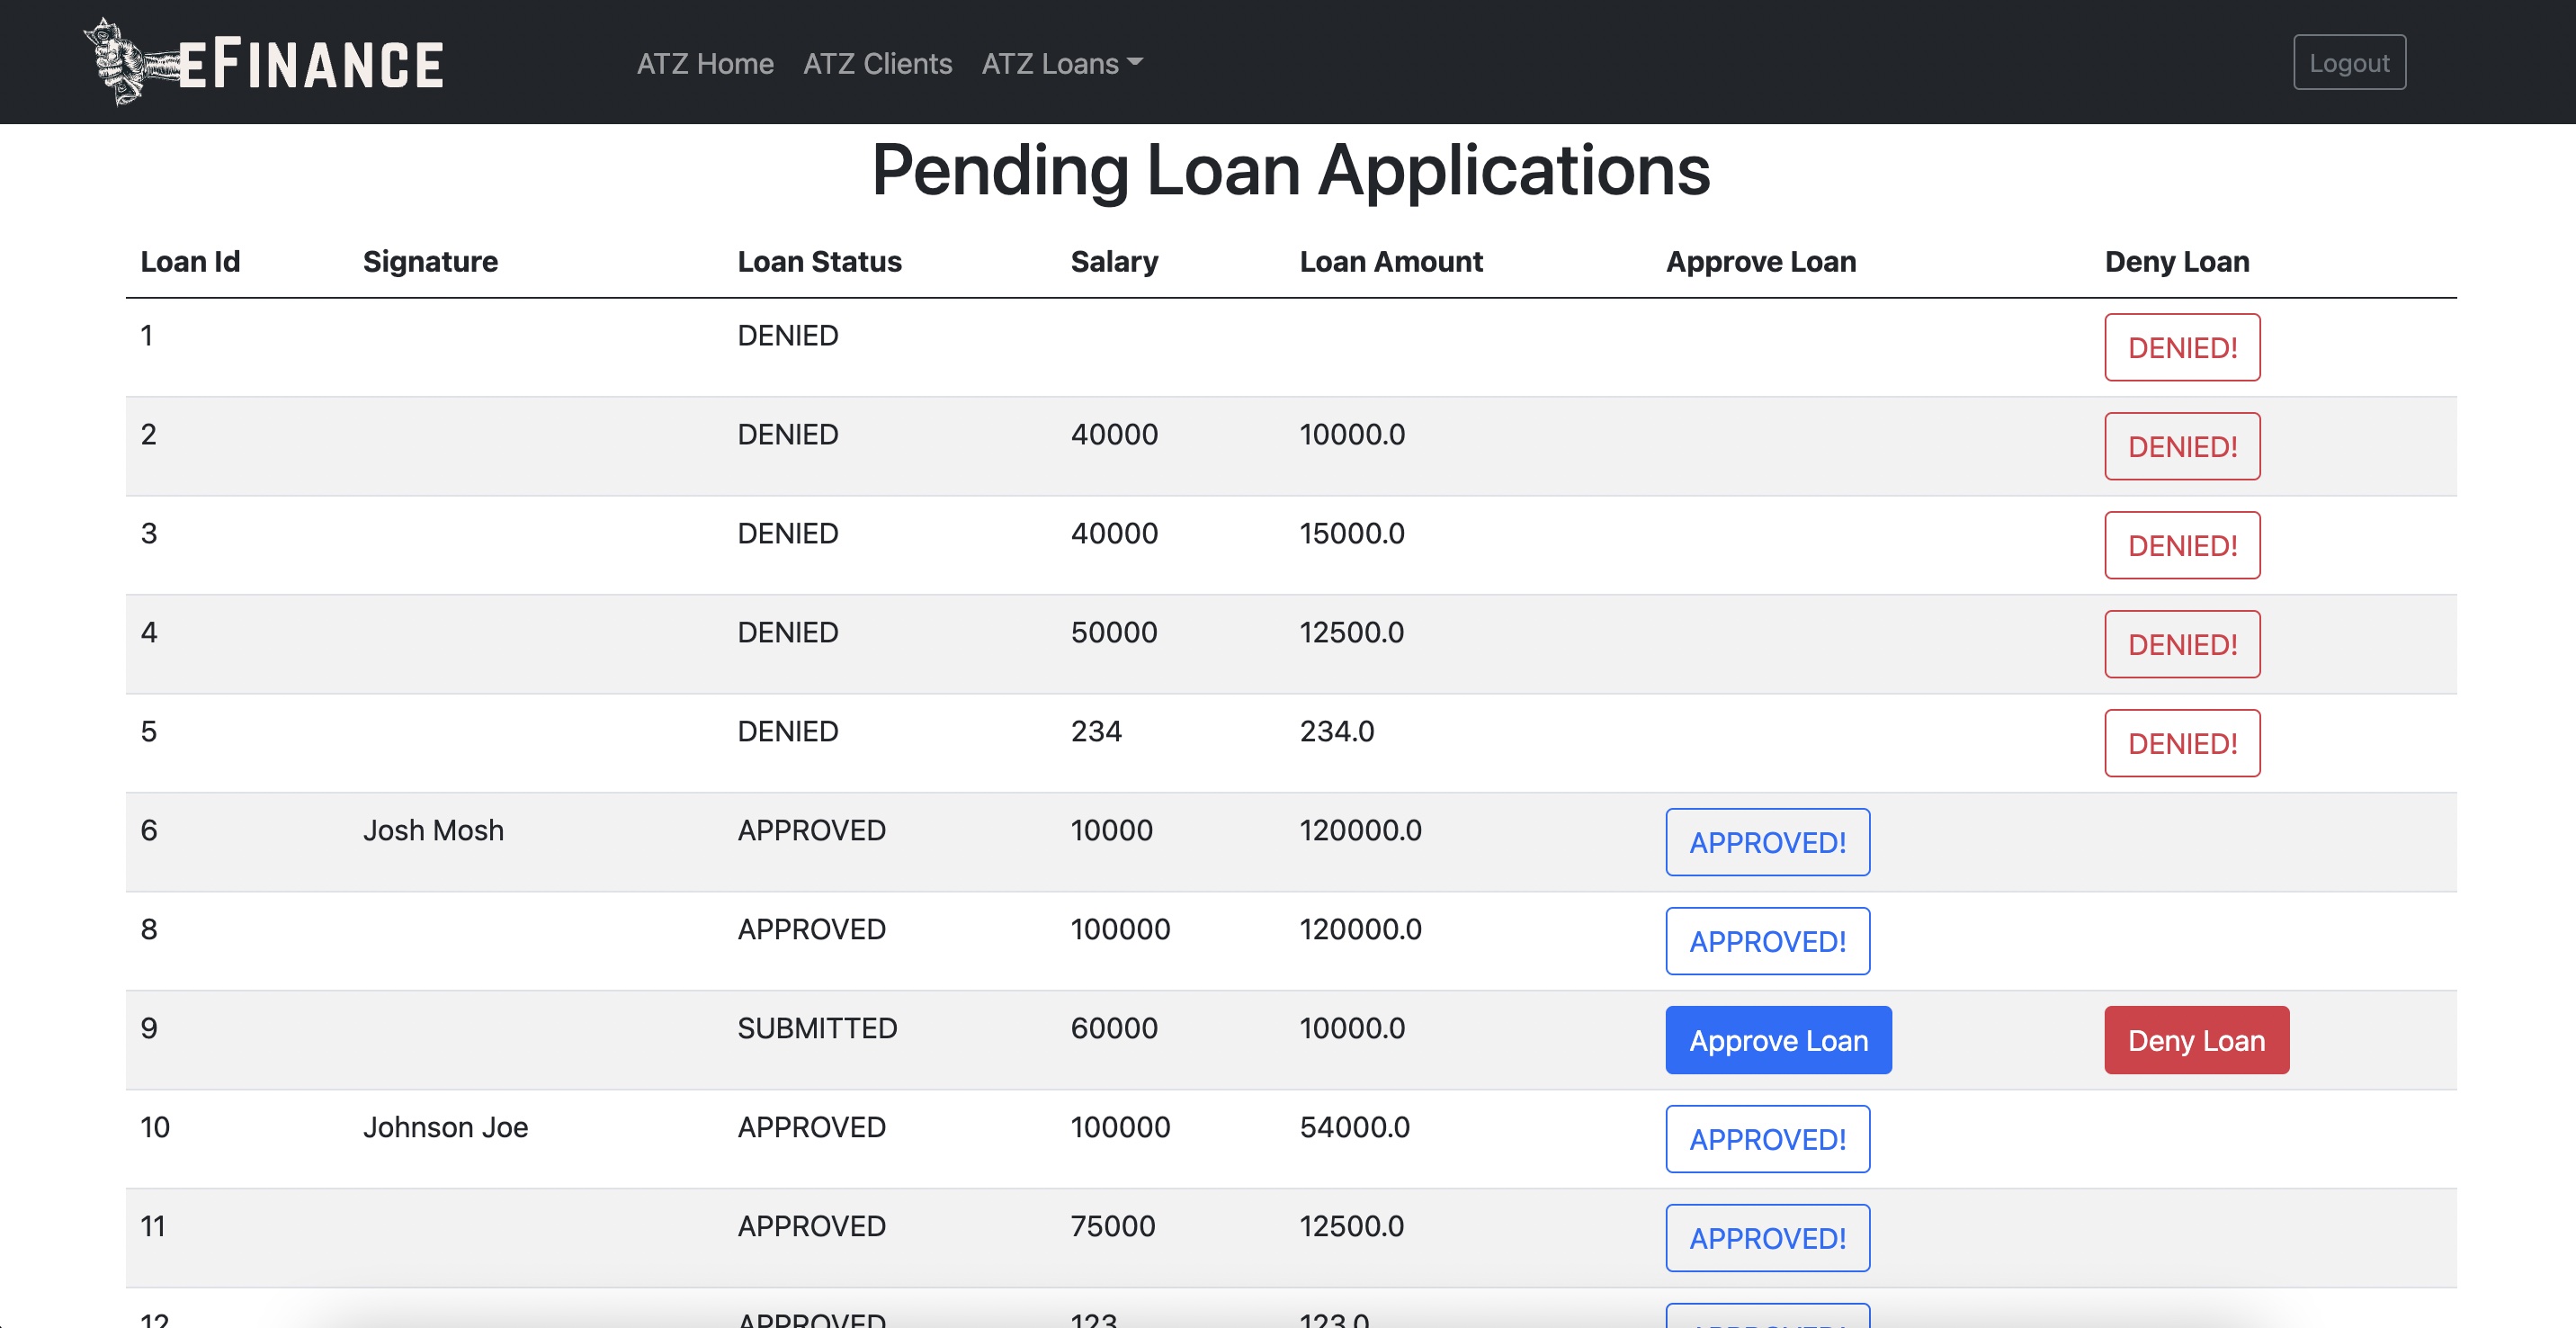 eFinance ATZ Home ATZ Clients ATZ Loans Logout
Pending Loan Applications
Loan Id Signature Loan Status Salary Loan Amount Approve Loan Deny Loan
1 DENIED DENIED!
2 DENIED 40000 10000.0 DENIED!
3 DENIED 40000 15000.0 DENIED!
4 DENIED 50000 12500.0 DENIED!
5 DENIED 234 234.0 DENIED!
6 Josh Mosh APPROVED 10000 120000.0 APPROVED!
8 APPROVED 100000 120000.0 APPROVED!
9 SUBMITTED 60000 10000.0 Approve Loan Deny Loan
10 Johnson Joe APPROVED 100000 54000.0 APPROVED!
11 APPROVED 75000 12500.0 APPROVED!
12 APPROVED 123 123.0